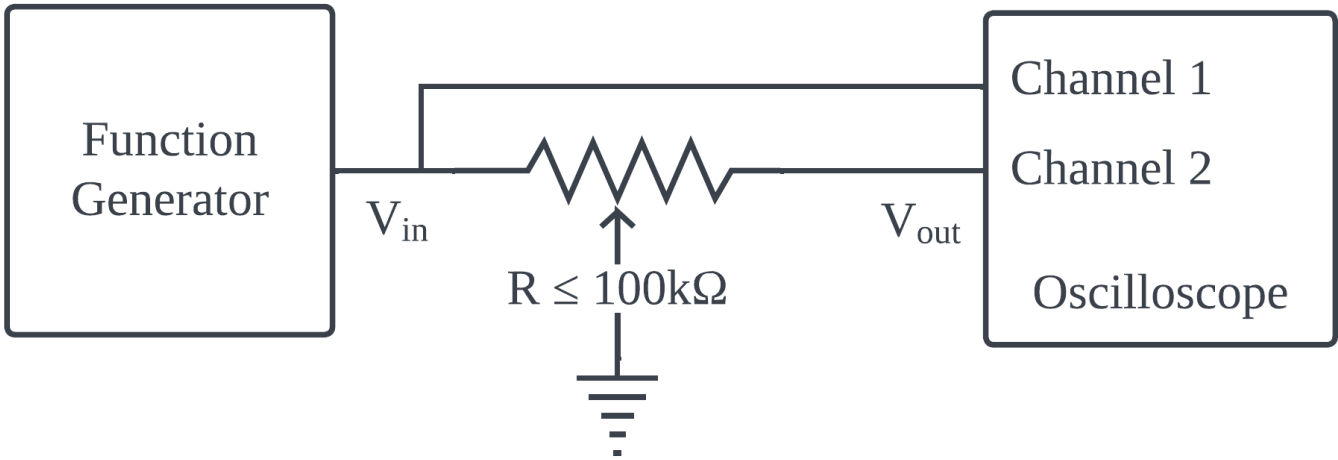 Function
Generator
V_in
R ≤ 100kΩ
V_out
Channel 1
Channel 2
Oscilloscope